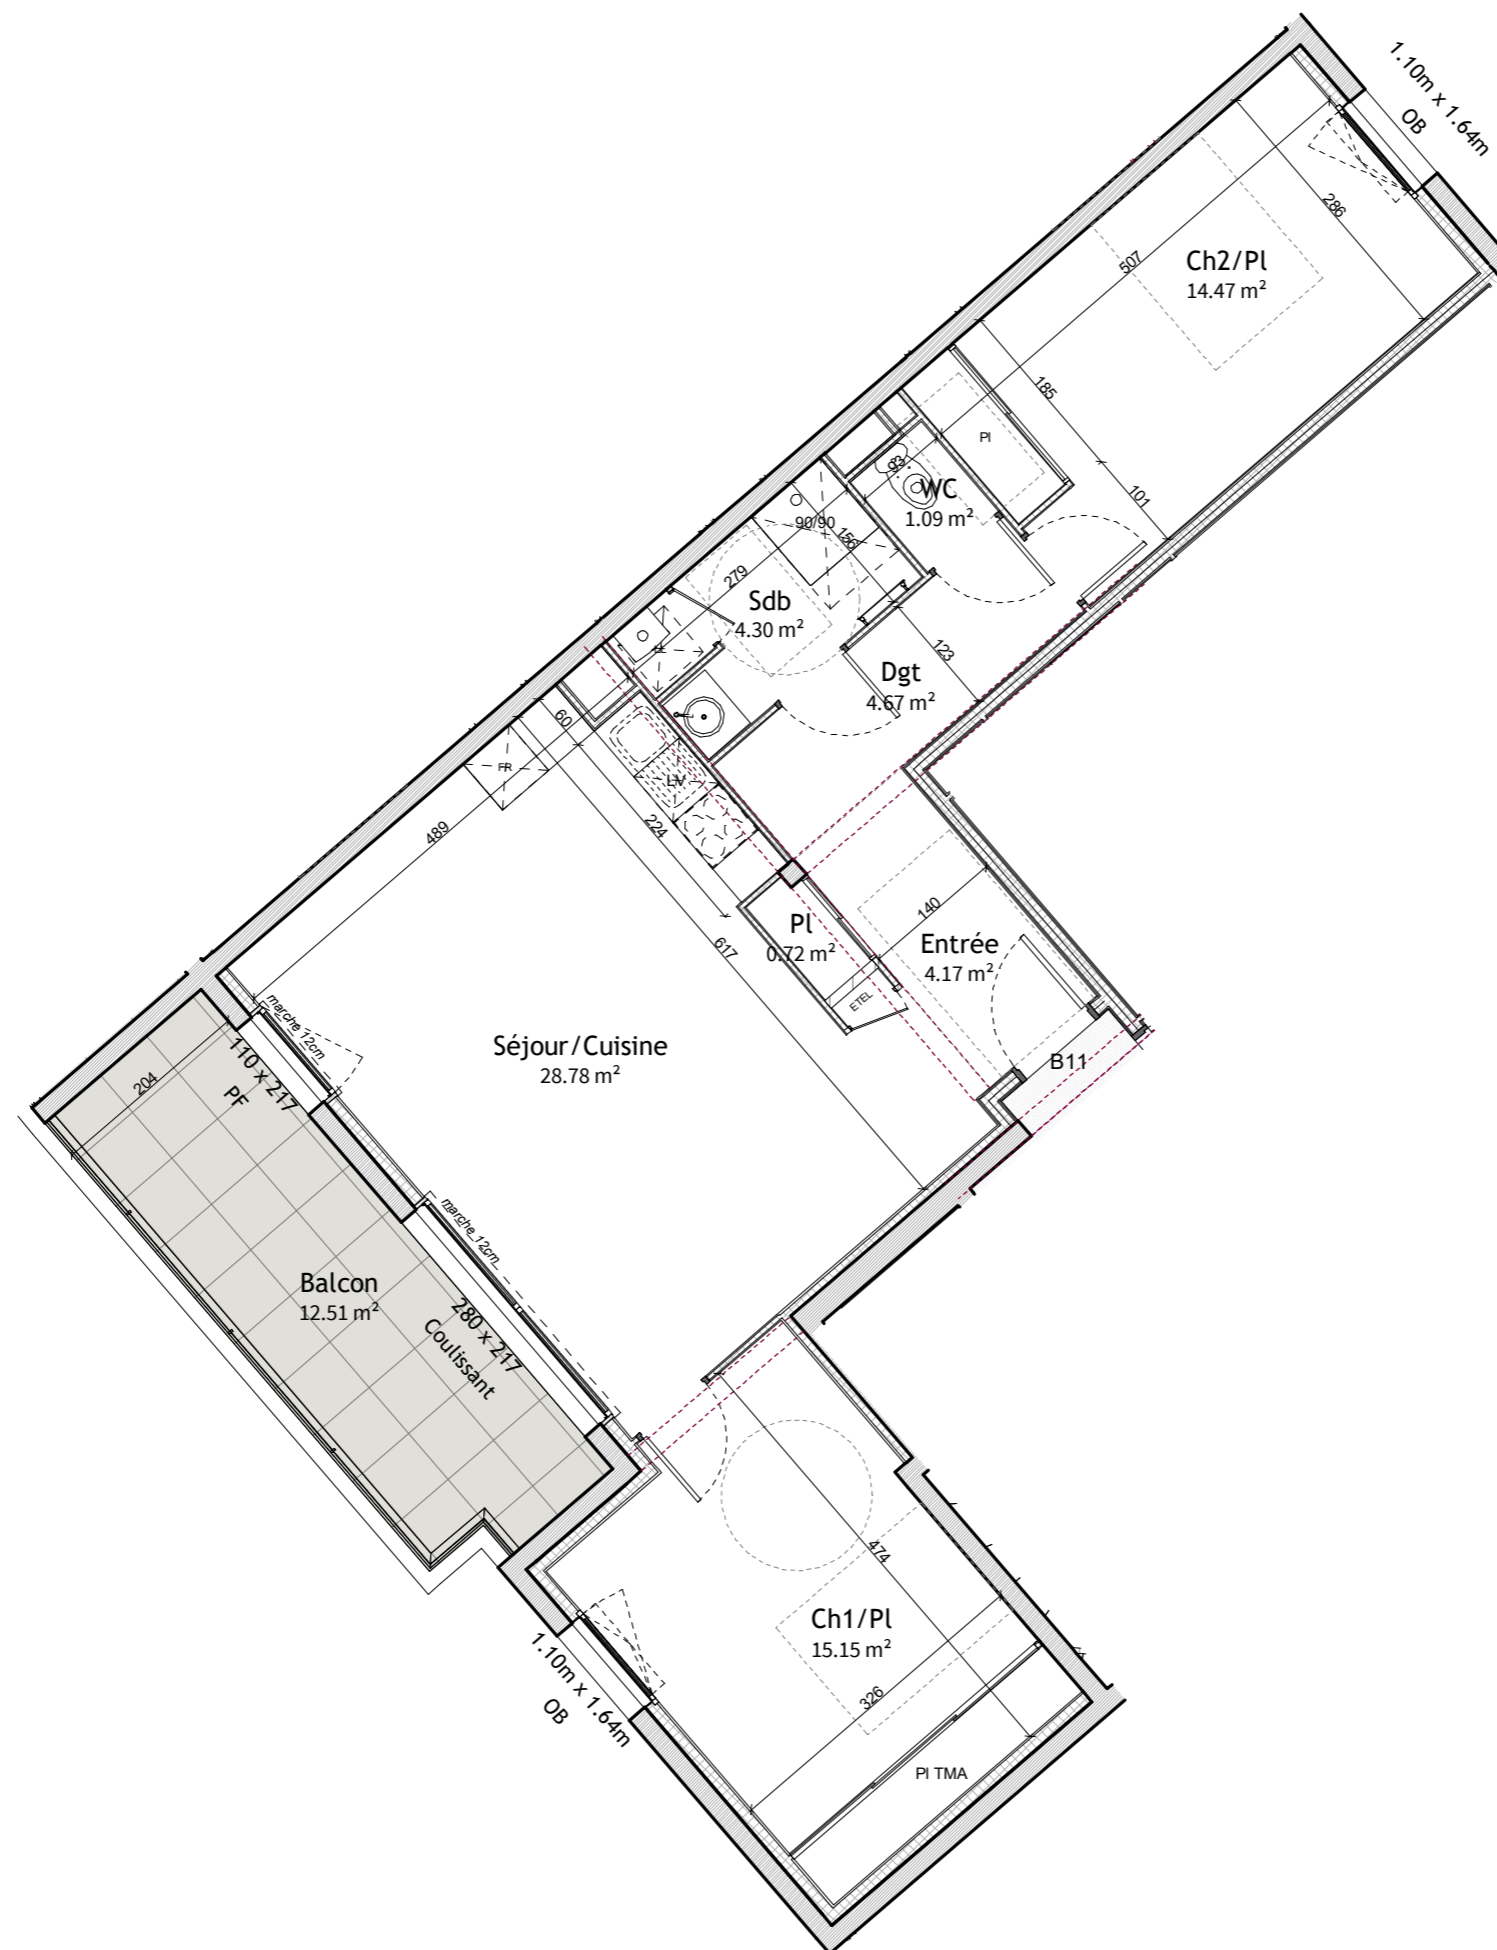 1.10m x 1.64m
OB
286
507
Ch2/Pl
14.47 m²
185
Pl
101
93
WC
1.09 m²
90/90
156
279
Sdb
4.30 m²
123
Dgt
4.67 m²
60
FR
LV
489
224
617
140
Pl
0.72 m²
Entrée
4.17 m²
ETEL
B11
marche 12cm
110 x 217
PF
204
Séjour/Cuisine
28.78 m²
marche 12cm
Balcon
12.51 m²
280 x 217
Coulissant
474
Ch1/Pl
15.15 m²
326
1.10m x 1.64m
OB
Pl TMA